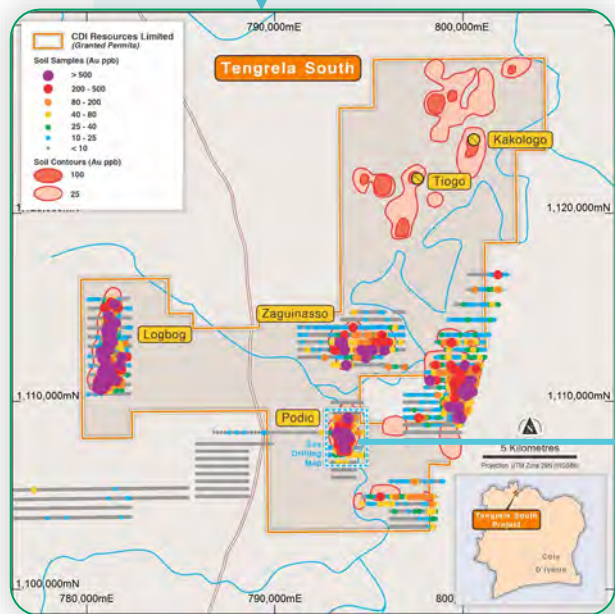 790,000mE
800,000mE
CDI Resources Limited
(Granted Permits)
Soil Samples (Au ppb)
> 500
200 - 500
80 - 200
40 - 80
25 - 40
10 - 25
< 10
Soil Contours (Au ppb)
100
25
Tengrela South
Kakologo
Tiogo
1,120,000mN
Zaguinasso
Logbog
1,110,000mN
1,110,000mN
Podio
Drilling
Map
5 Kilometres
Projection: UTM Zone 29N (WGS84)
Tengrela South
Project
Côte
D'Ivoire
1,100,000mN
780,000mE
790,000mE